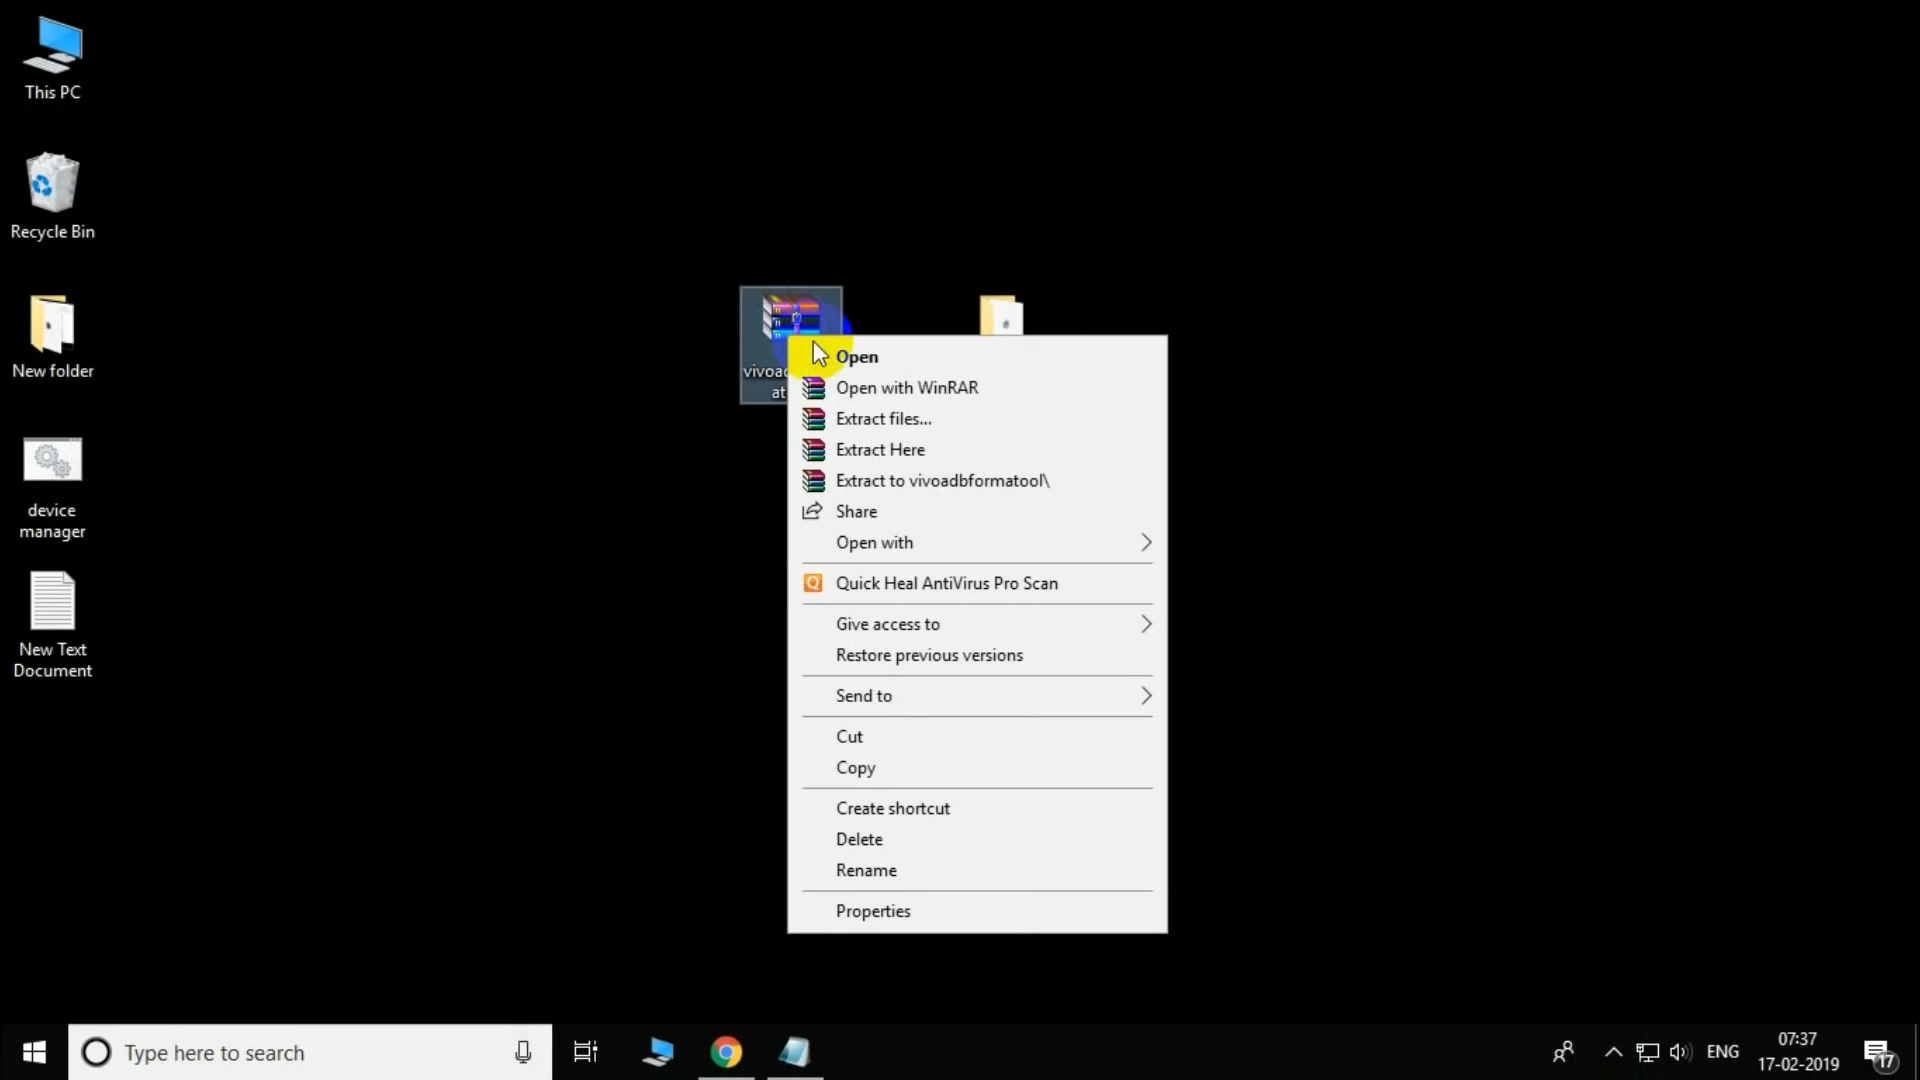 This PC
Recycle Bin
New folder
device
manager
New Text
Document
at
Open
Open with WinRAR
Extract files...
Extract Here
Extract to vivoadbformatool\
Share
Open with
Quick Heal AntiVirus Pro Scan
Give access to
Restore previous versions
Send to
Cut
Copy
Create shortcut
Delete
Rename
Properties
Type here to search
ENG
07:37
17-02-2019
17